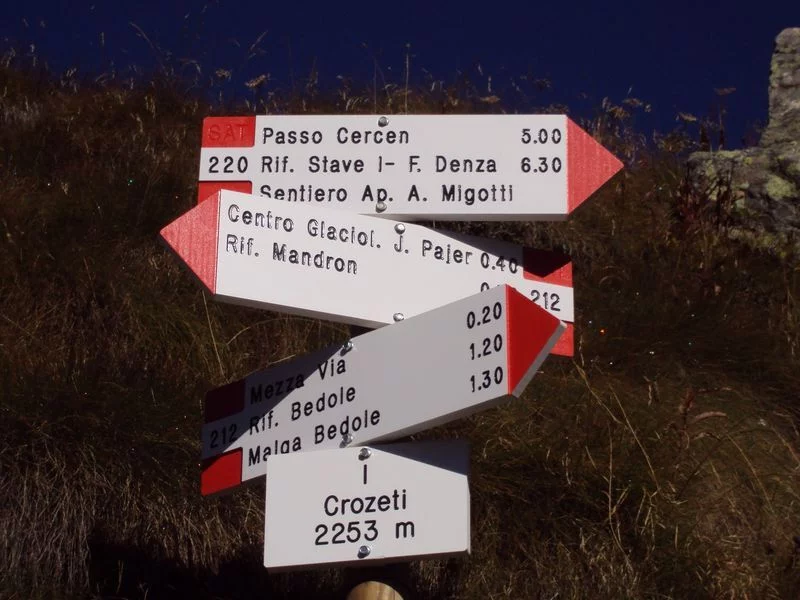 SAT Passo Cercen 5.00
220 Rif. Stave I- F. Denza 6.30
Sentiero Ap. A. Migotti
Centro Glaciol. J. Pajer 0.40
Rif. Mandron
212
Mezza Via 0.20
212 Rif. Bedole 1.20
Malga Bedole 1.30
I
Crozeti
2253 m